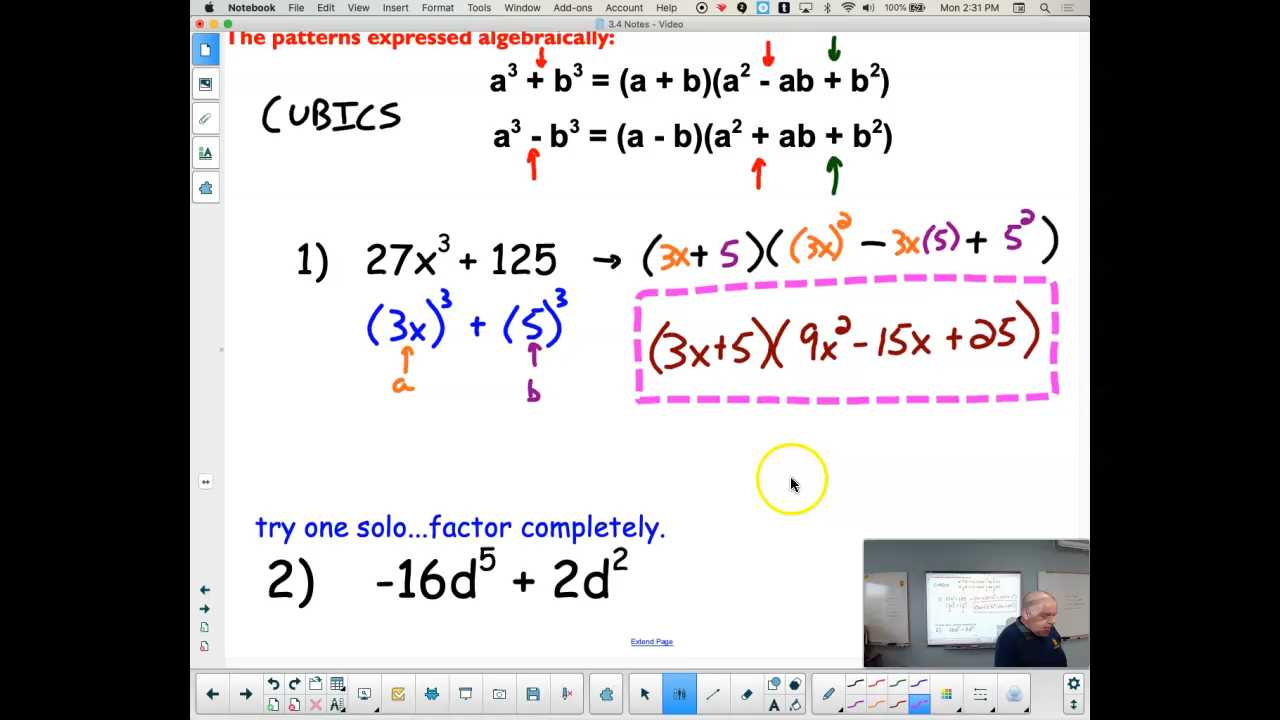 Notebook File Edit View Insert Format Tools Window Add-ons Account Help 100% Mon 2:31 PM
3.4 Notes - Video
The patterns expressed algebraically:
a³ + b³ = (a + b)(a² - ab + b²)
CUBICS
a³ - b³ = (a - b)(a² + ab + b²)
1) 27x³ + 125 → (3x + 5)((3x)² - 3x(5) + 5²)
(3x)³ + (5)³
(3x+5)(9x² - 15x + 25)
a b
try one solo...factor completely.
2) -16d⁵ + 2d²
Extend Page